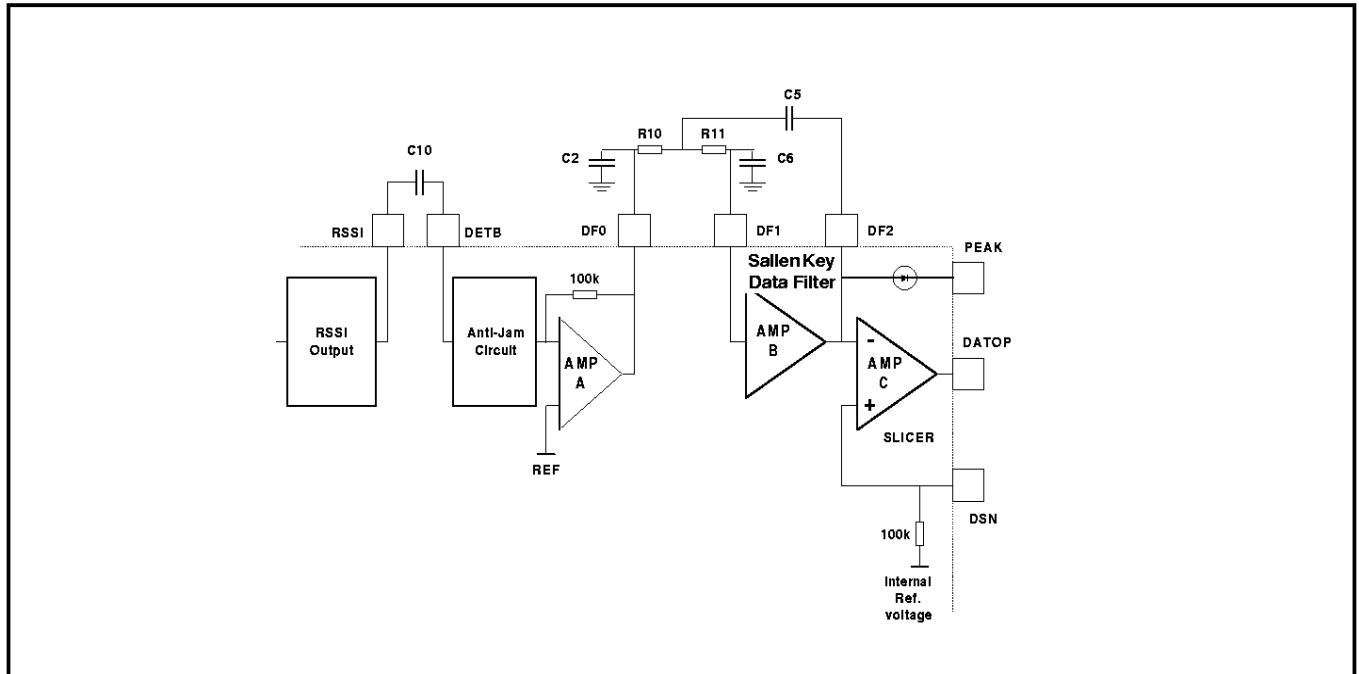 C5
R10
R11
C10
C2
C6
RSSI
DETB
DF0
DF1
DF2
PEAK
Sallen Key
Data Filter
100k
RSSI
Output
Anti-Jam
Circuit
AMP
A
AMP
B
-
AMP
C
+
DATOP
SLICER
REF
DSN
100k
Internal
Ref.
voltage